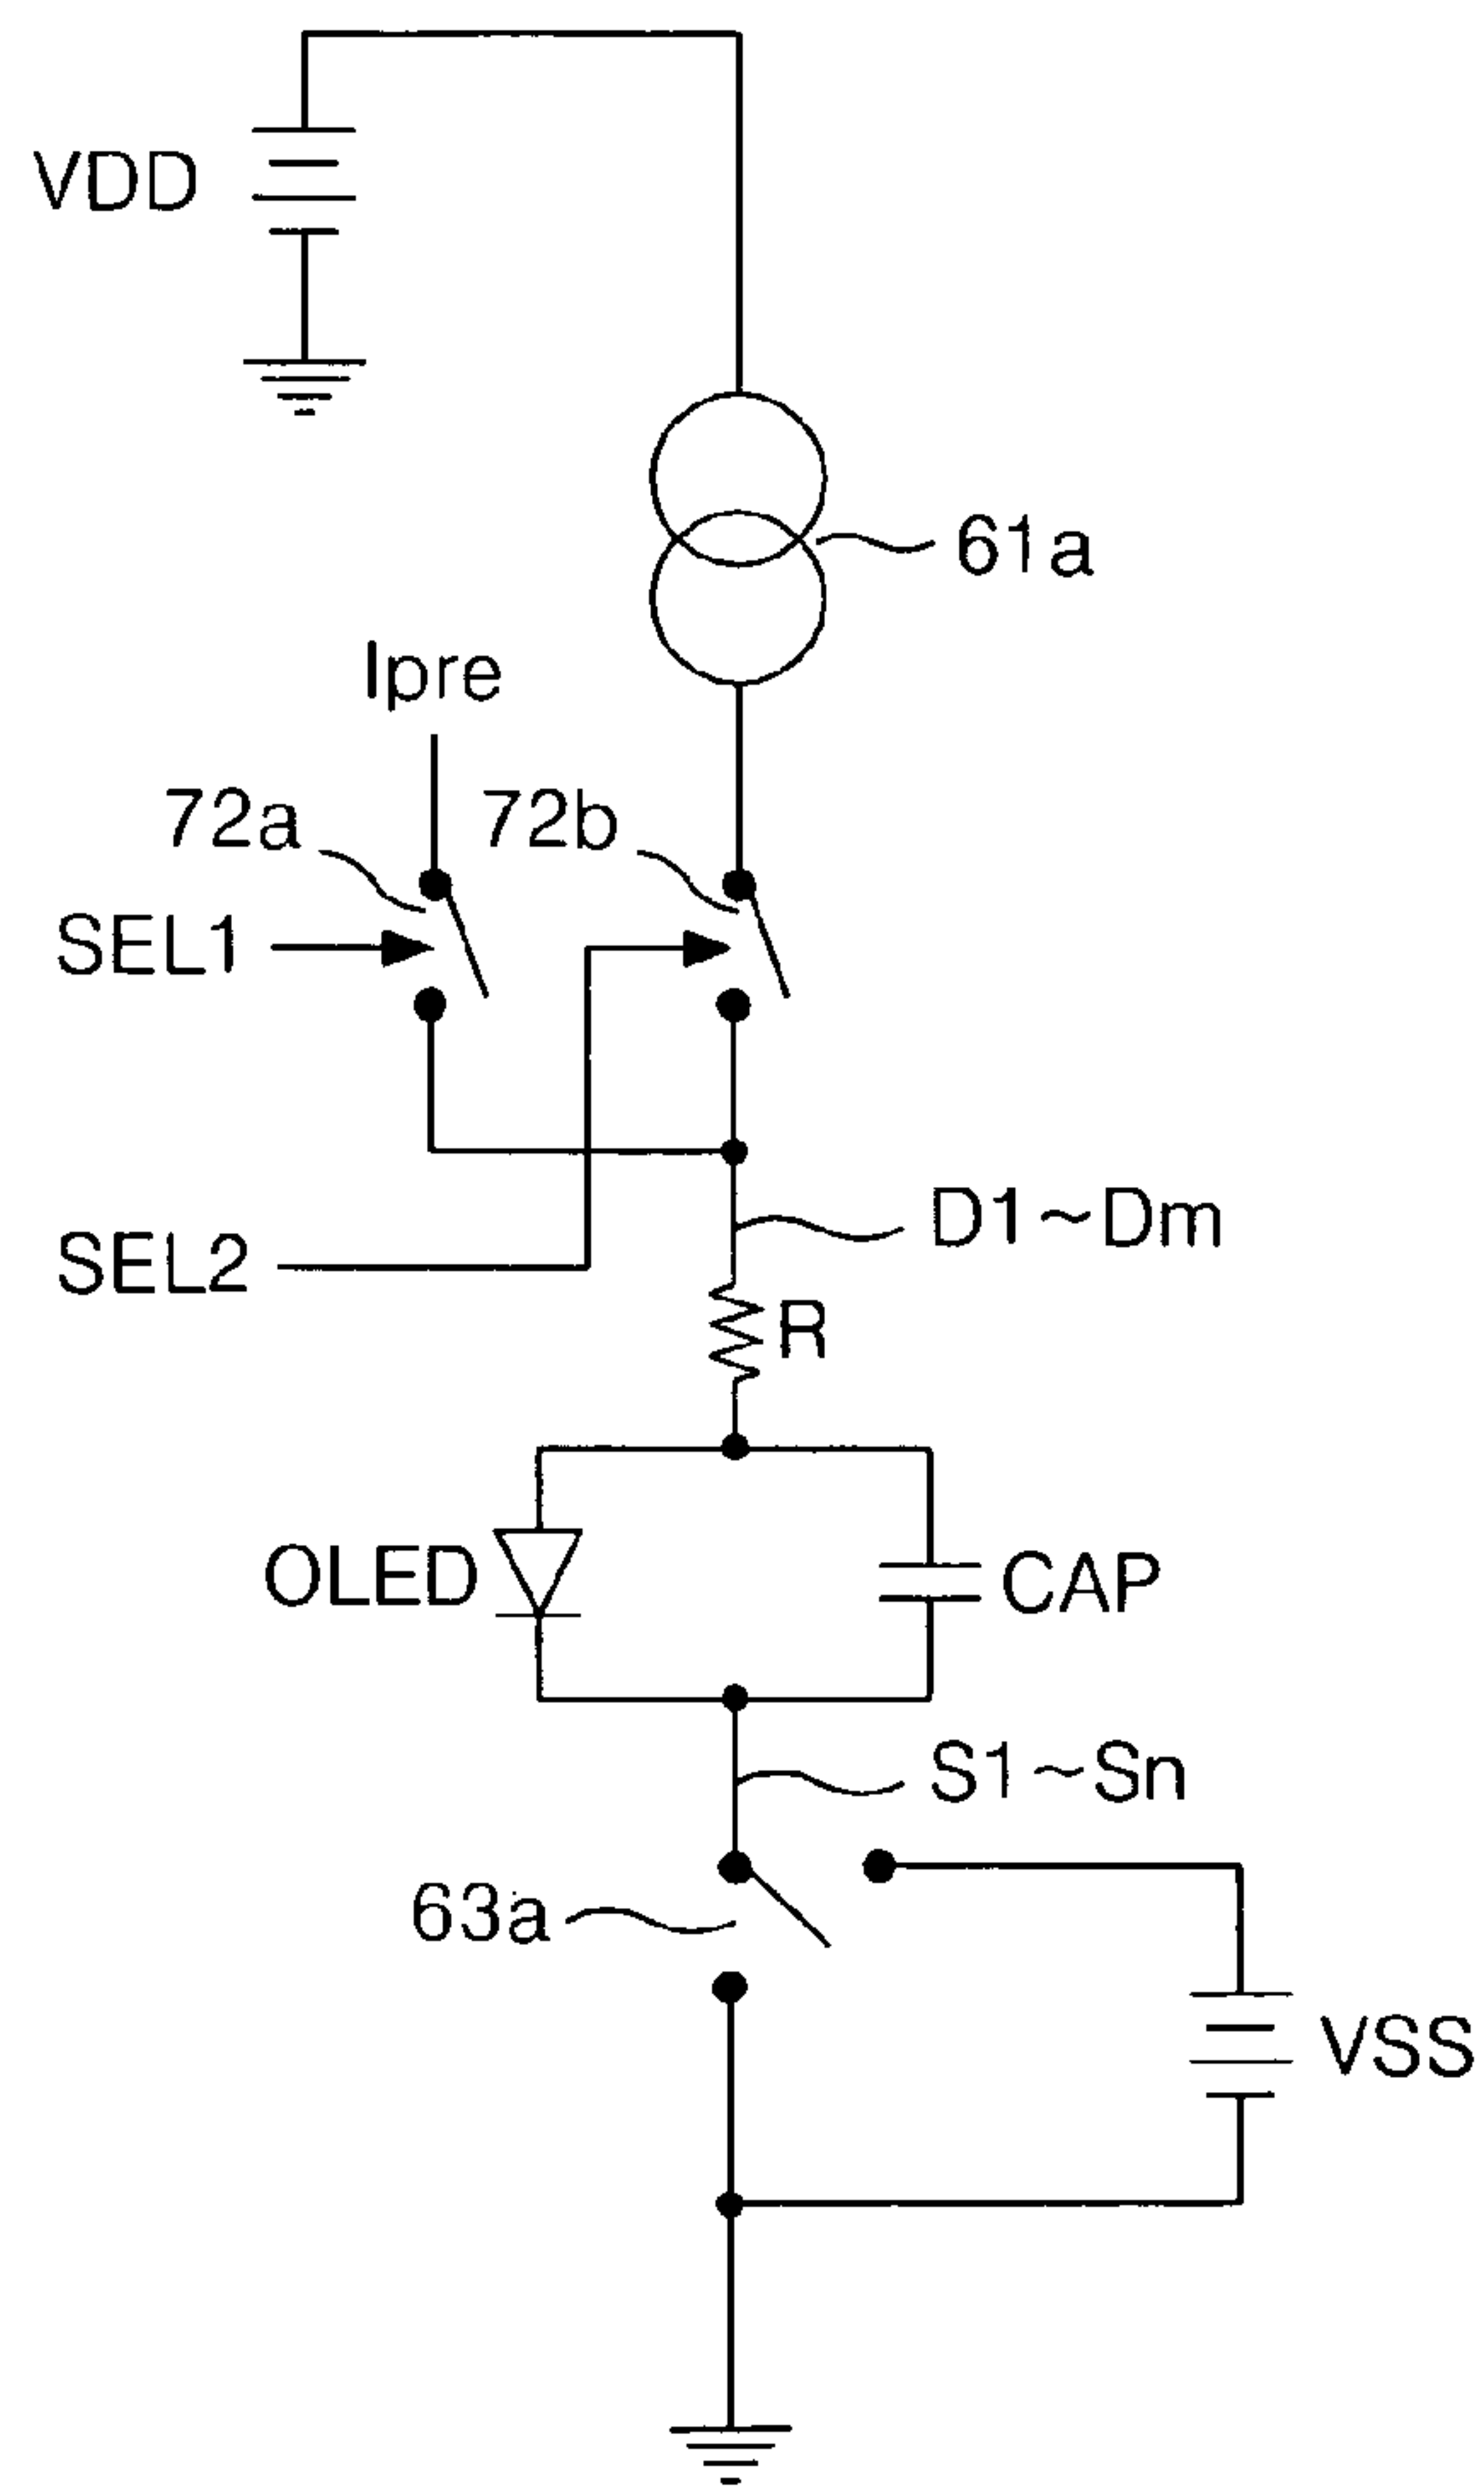 VDD
61a
Ipre
72a
72b
SEL1
D1~Dm
SEL2
R
OLED
CAP
S1~Sn
63a
VSS